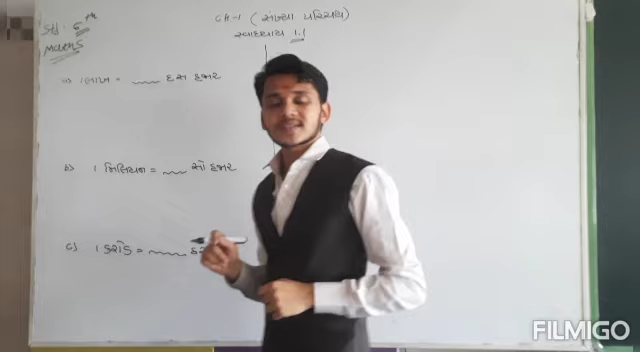 Std. 6th
Maths
CH-1 (સંખ્યા પરિચય)
સ્વાધ્યાય 1.1
a) 1 લાખ = ___ દસ હજાર
b) 1 મિલિયન = ___ સો હજાર
c) 1 કરોડ = ___
FILMIGO